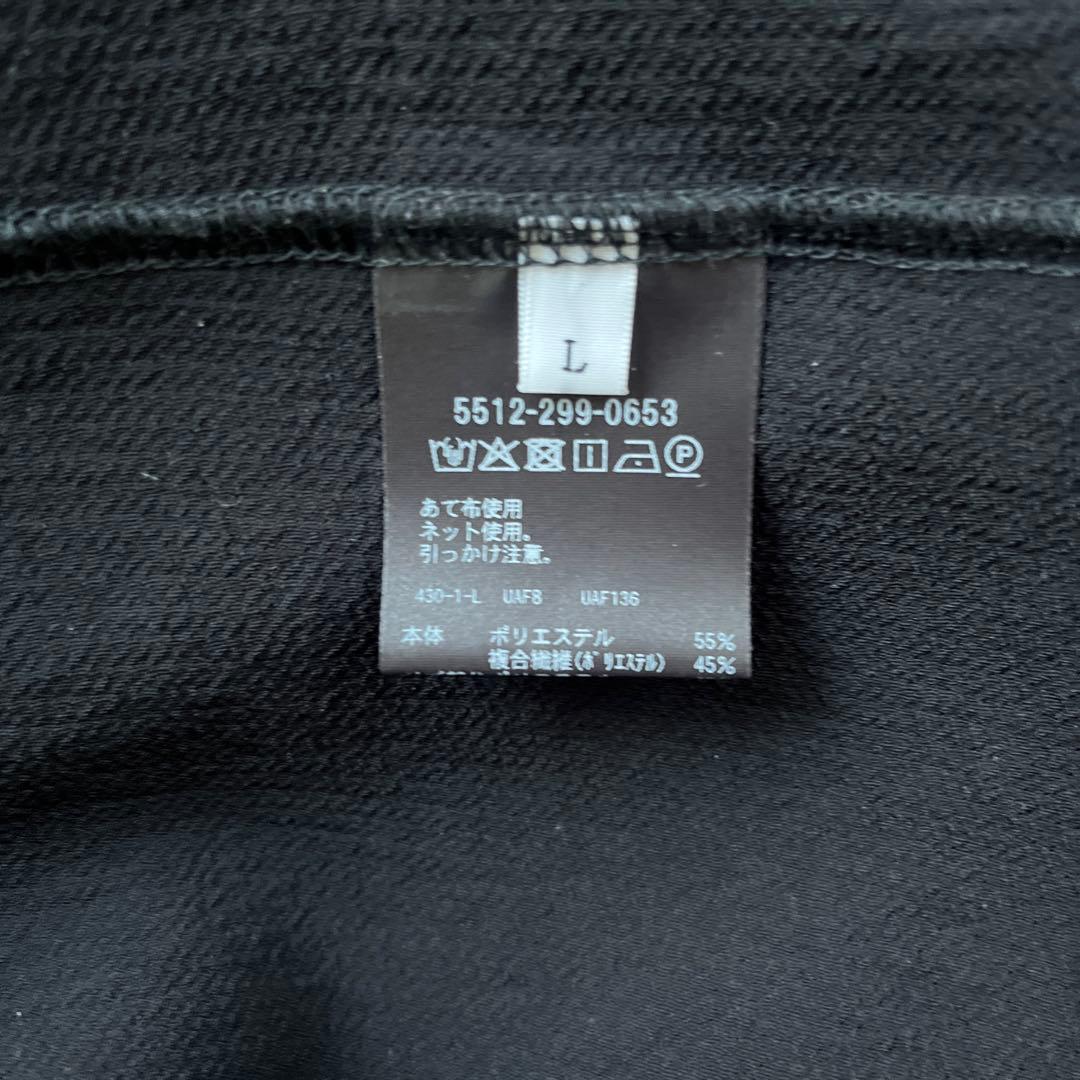 L
5512-299-0653
P
あて布使用
ネット使用。
引っかけ注意。
430-1-L UAF8 UAF136
本体 ポリエステル 55%
複合繊維(ポリエステル) 45%